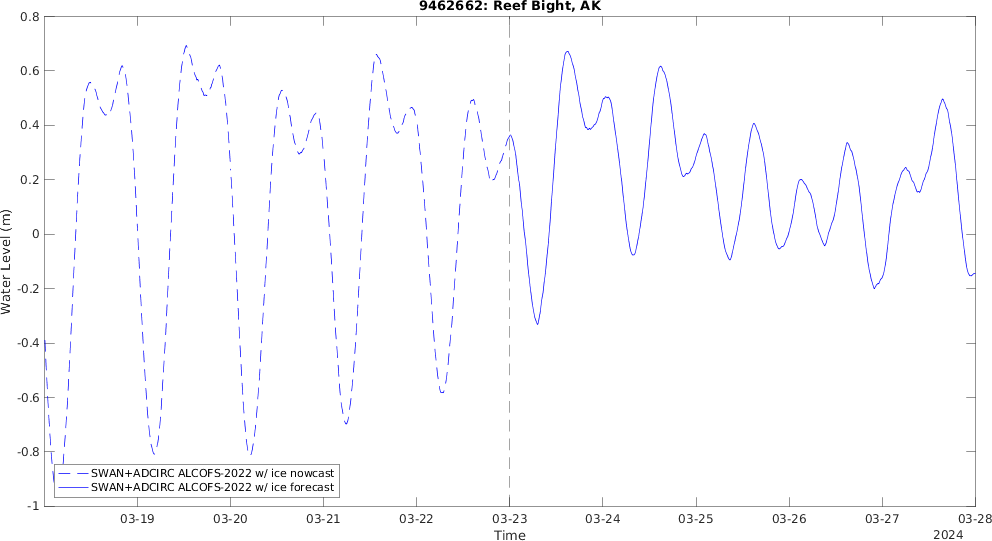 9462662: Reef Bight, AK
0.8
0.6
0.4
0.2
0
-0.2
-0.4
-0.6
-0.8
-1
Water Level (m)
SWAN+ADCIRC ALCOFS-2022 w/ ice nowcast
SWAN+ADCIRC ALCOFS-2022 w/ ice forecast
03-19 03-20 03-21 03-22 03-23 03-24 03-25 03-26 03-27 03-28
Time
2024